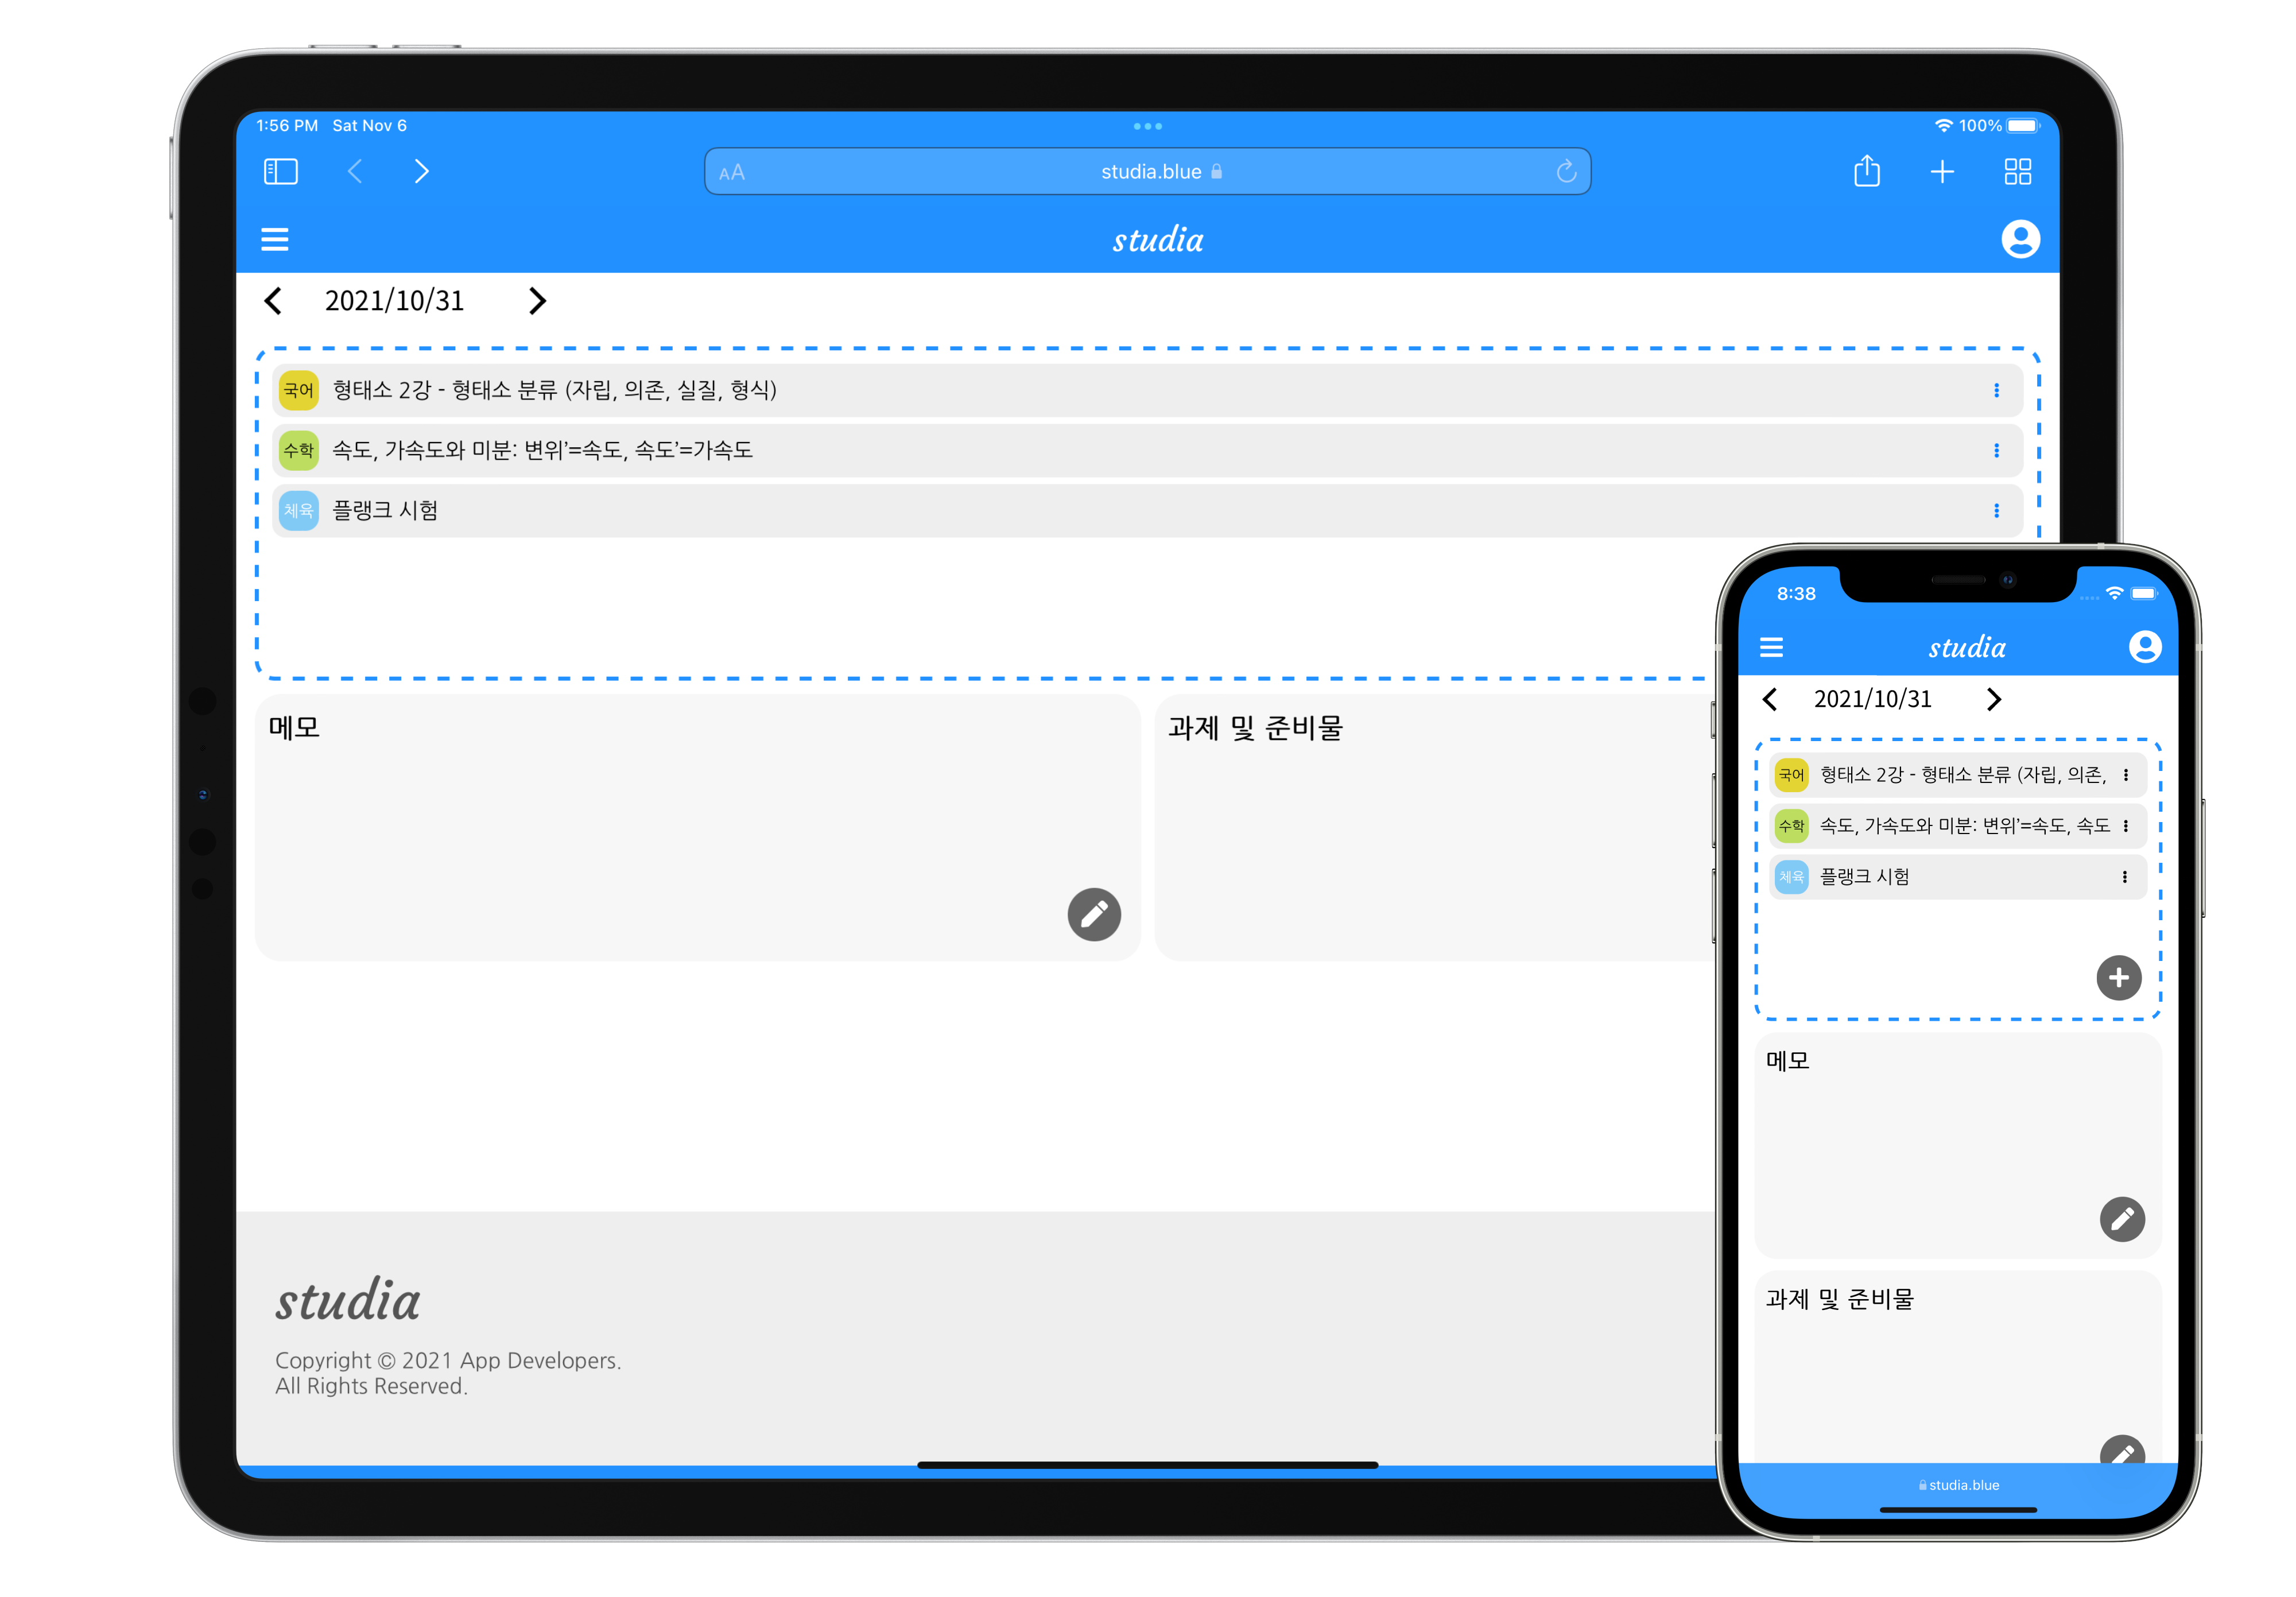 1:56 PM Sat Nov 6
100%
AA
studia.blue
studia
2021/10/31
국어 형태소 2강 - 형태소 분류 (자립, 의존, 실질, 형식)
수학 속도, 가속도와 미분: 변위’=속도, 속도’=가속도
체육 플랭크 시험
메모
과제 및 준비물
studia
Copyright © 2021 App Developers.
All Rights Reserved.
8:38
studia
2021/10/31
국어 형태소 2강 - 형태소 분류 (자립, 의존,
수학 속도, 가속도와 미분: 변위’=속도, 속도
체육 플랭크 시험
메모
과제 및 준비물
studia.blue